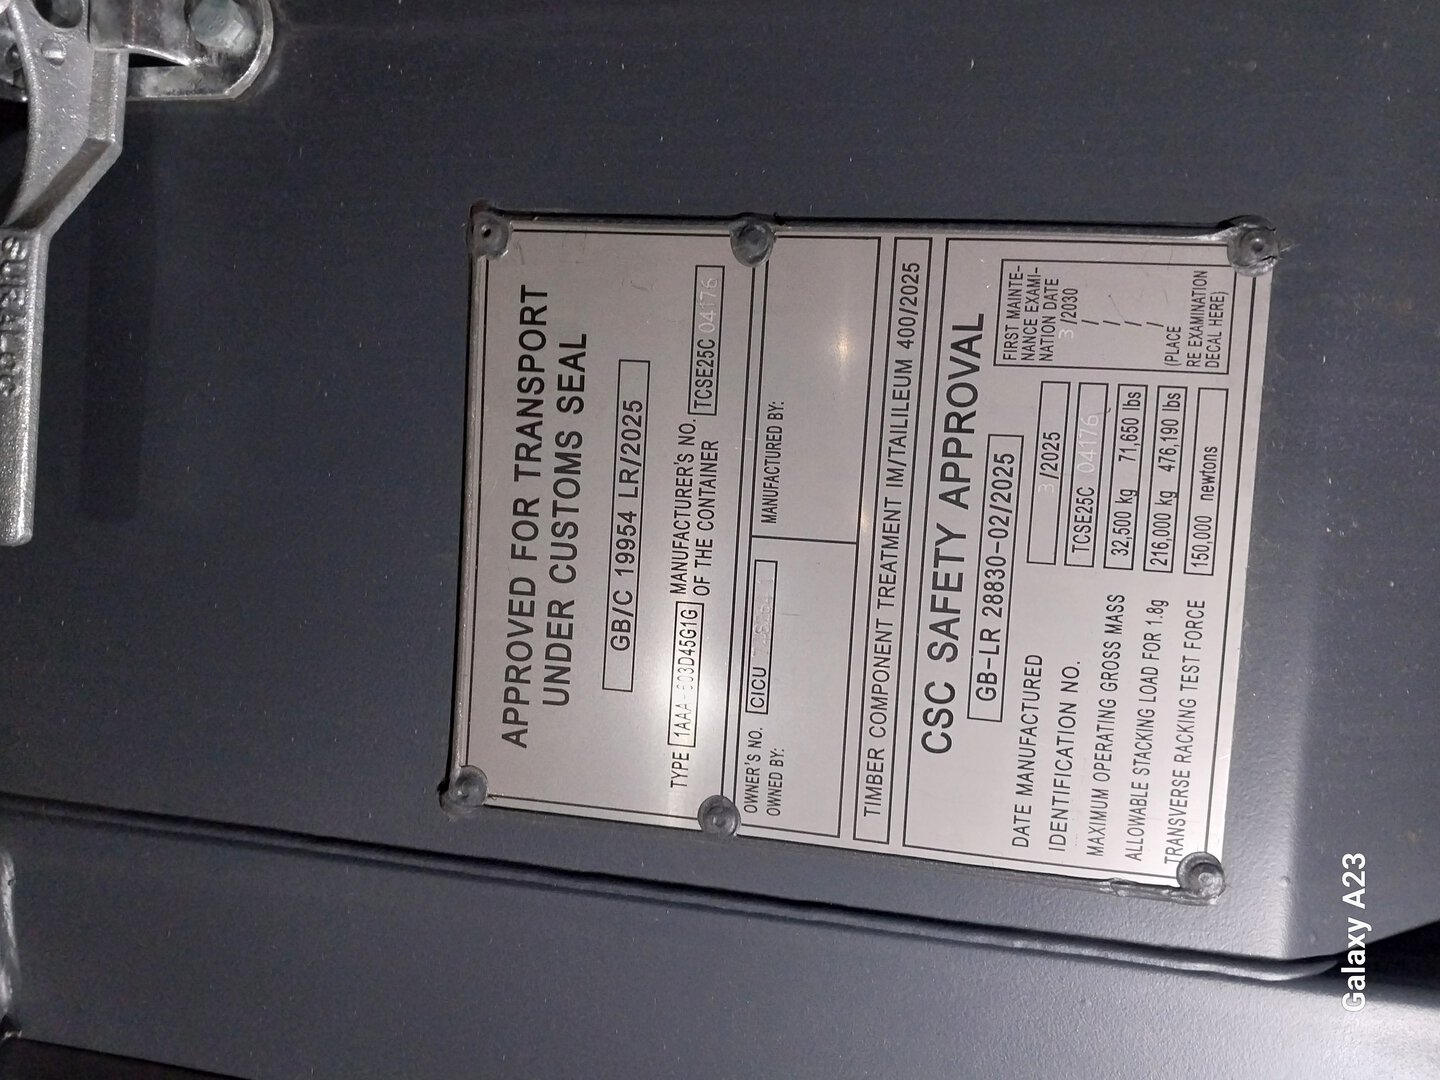 APPROVED FOR TRANSPORT
UNDER CUSTOMS SEAL
GB/C 19954 LR/2025
TYPE 1AAA-003D45G1G MANUFACTURER'S NO. OF THE CONTAINER TCSE25C 04176
OWNER'S NO. CICU
OWNED BY:
MANUFACTURED BY:
TIMBER COMPONENT TREATMENT IM/TAILILEUM 400/2025
CSC SAFETY APPROVAL
GB-LR 28830-02/2025
DATE MANUFACTURED 3/2025
IDENTIFICATION NO. TCSE25C 04176
MAXIMUM OPERATING GROSS MASS 32,500 kg 71,650 lbs
ALLOWABLE STACKING LOAD FOR 1.8g 216,000 kg 476,190 lbs
TRANSVERSE RACKING TEST FORCE 150,000 newtons
FIRST MAINTE-
NANCE EXAMI-
NATION DATE
3/2030
/
/
/
/
(PLACE
RE EXAMINATION
DECAL HERE)
Galaxy A23